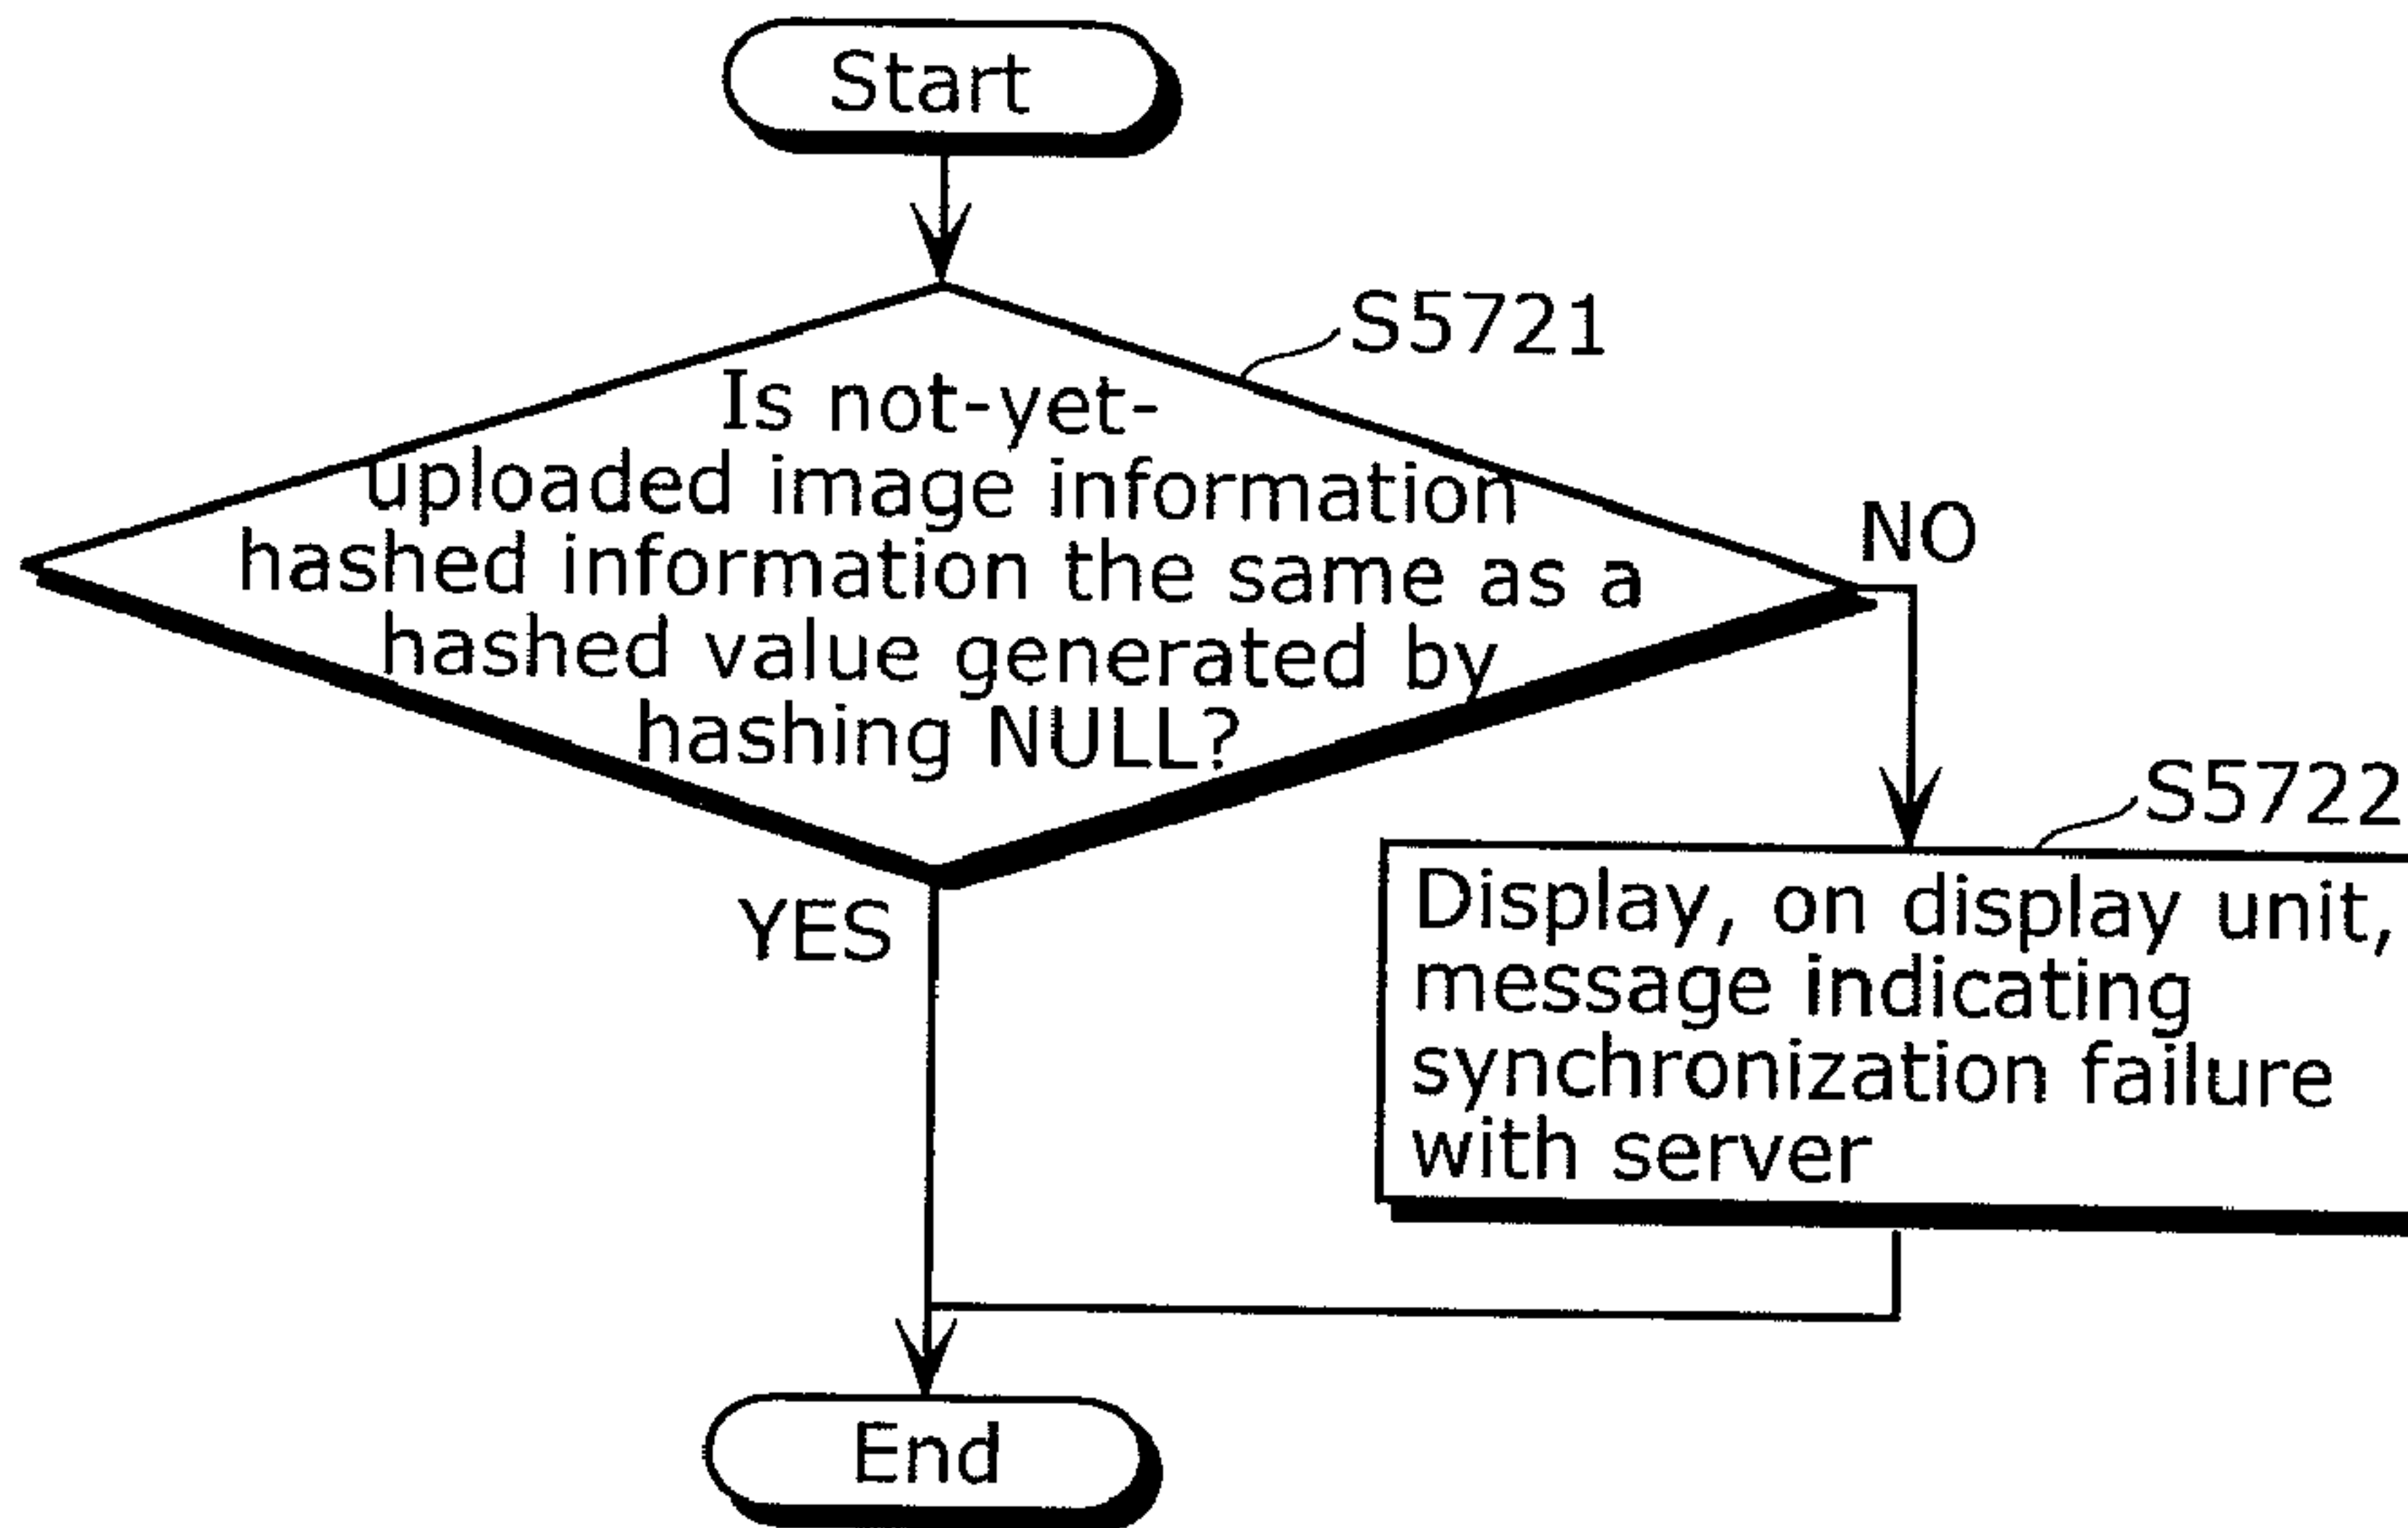 Start
S5721
Is not-yet-
uploaded image information
hashed information the same as a
hashed value generated by
hashing NULL?
NO
YES
S5722
Display, on display unit,
message indicating
synchronization failure
with server
End